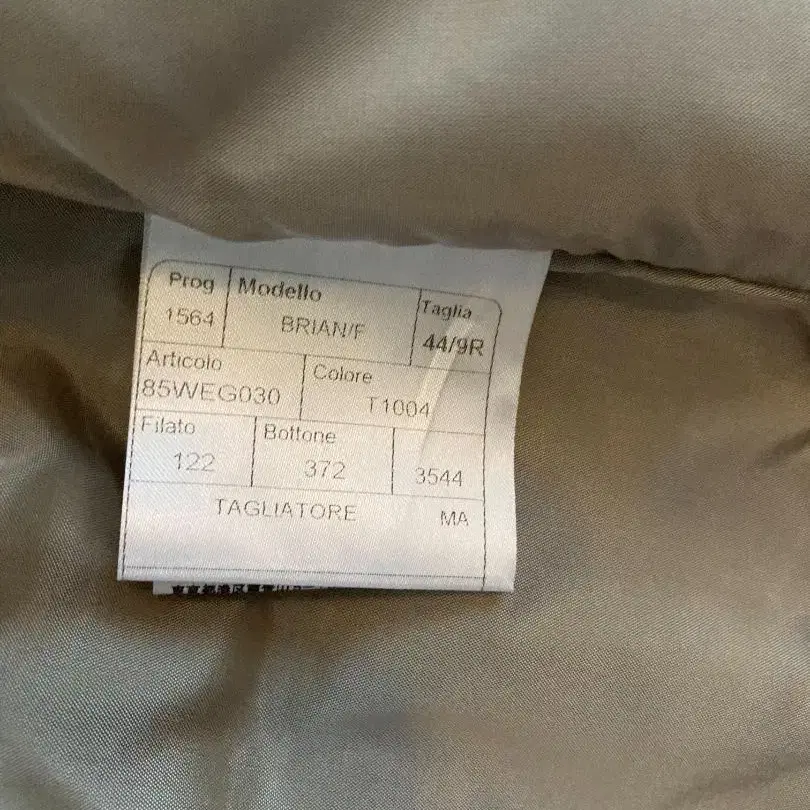 Prog Modello Taglia
1564 BRIAN/F 44/9R
Articolo Colore
85WEG030 T1004
Filato Bottone
122 372 3544
TAGLIATORE MA